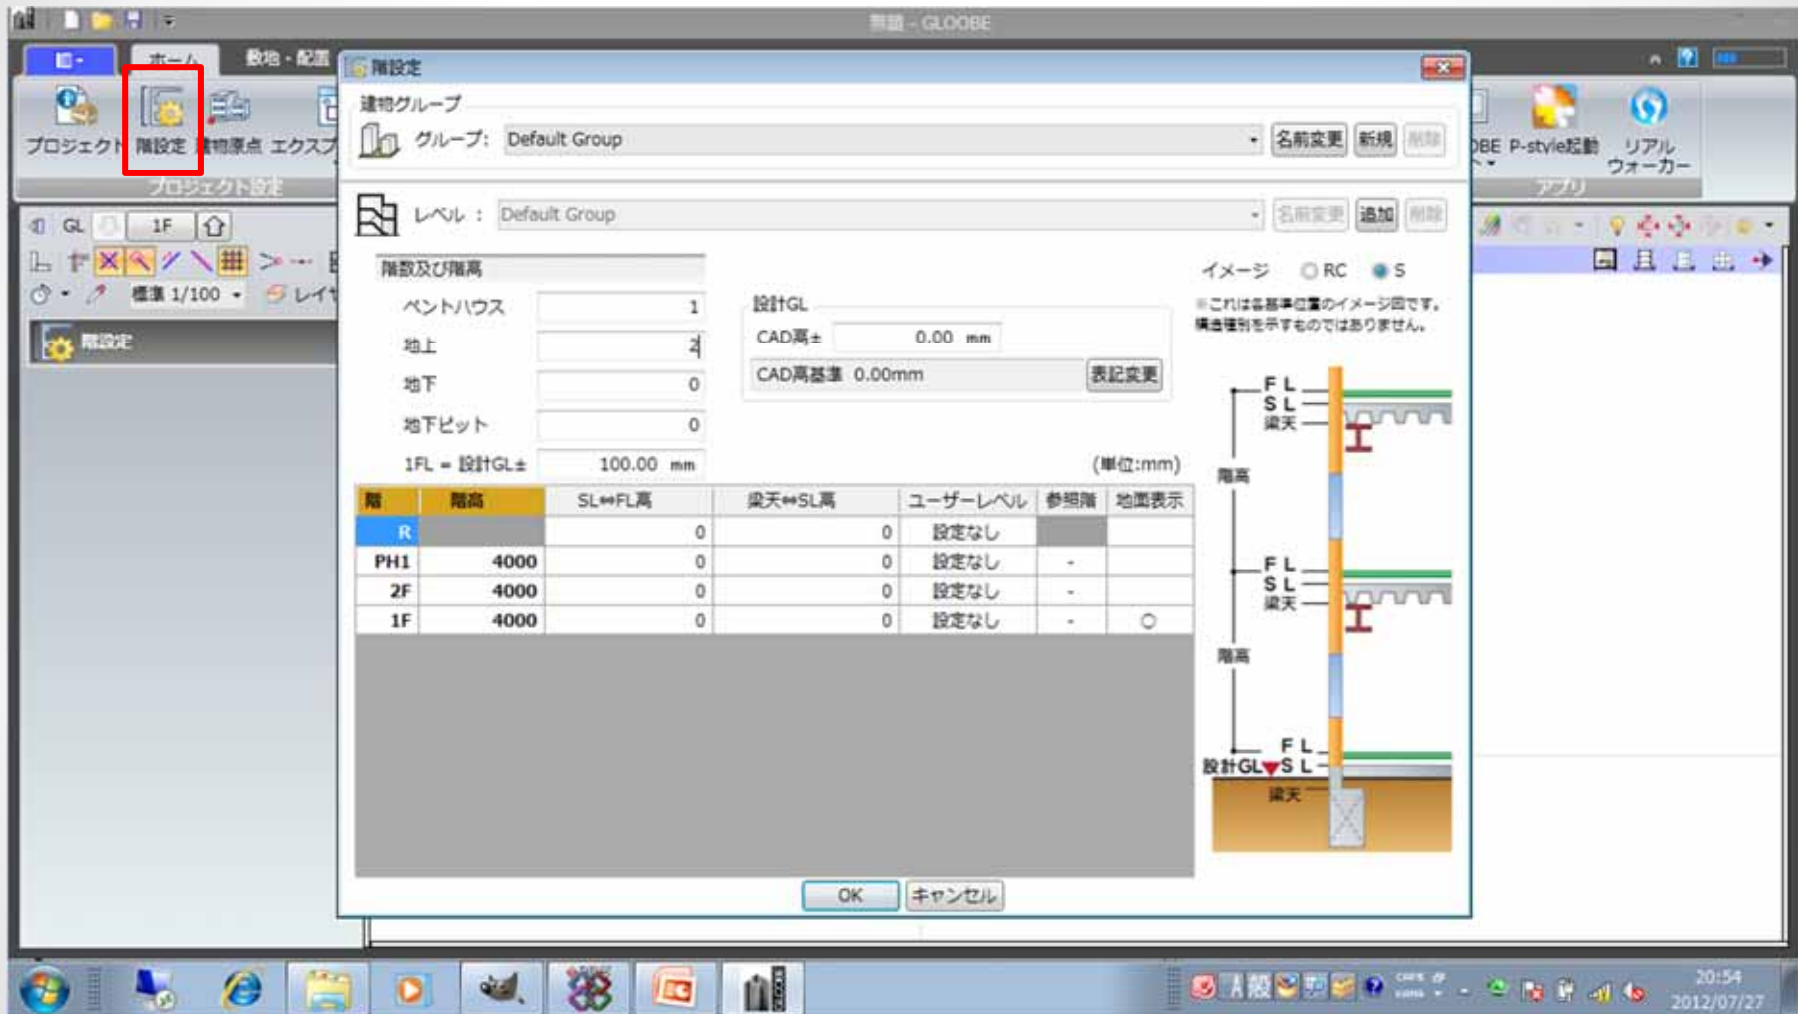 無題 - GLOOBE
ホーム
敷地・配置
プロジェクト
階設定
建物原点
エクスプ
プロジェクト設定
階設定
建物グループ
グループ: Default Group
名前変更
新規
削除
レベル : Default Group
名前変更
追加
削除
階数及び階高
ペントハウス 1
地上 2
地下 0
地下ピット 0
1FL = 設計GL± 100.00 mm
設計GL
CAD高± 0.00 mm
CAD高基準 0.00mm
表記変更
(単位:mm)
イメージ RC S
※これは各基準位置のイメージ図です。
構造種別を示すものではありません。
階 階高 SL⇔FL高 梁天⇔SL高 ユーザーレベル 参照階 地面表示
R 0 0 設定なし
PH1 4000 0 0 設定なし -
2F 4000 0 0 設定なし -
1F 4000 0 0 設定なし - ○
OK
キャンセル
FL
SL
梁天
階高
FL
SL
梁天
階高
FL
設計GL SL
梁天
OBE
P-style起動
リアル
ウォーカー
アプリ
GL
1F
標準 1/100
レイヤ
階設定
A 般
CAPS
KANA
20:54
2012/07/27